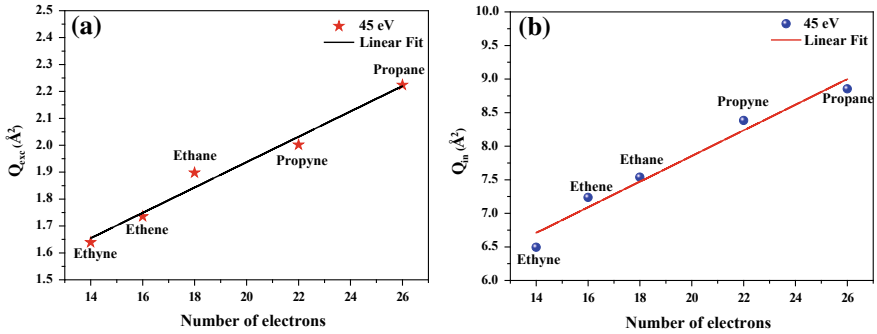 (a)
45 eV
Linear Fit
Q_exc (Å²)
2.5
2.4
2.3
2.2
2.1
2.0
1.9
1.8
1.7
1.6
1.5
Propane
Ethane
Propyne
Ethene
Ethyne
14 16 18 20 22 24 26
Number of electrons
(b)
45 eV
Linear Fit
Q_in (Å²)
10.0
9.5
9.0
8.5
8.0
7.5
7.0
6.5
6.0
Propyne
Propane
Ethane
Ethene
Ethyne
14 16 18 20 22 24 26
Number of electrons